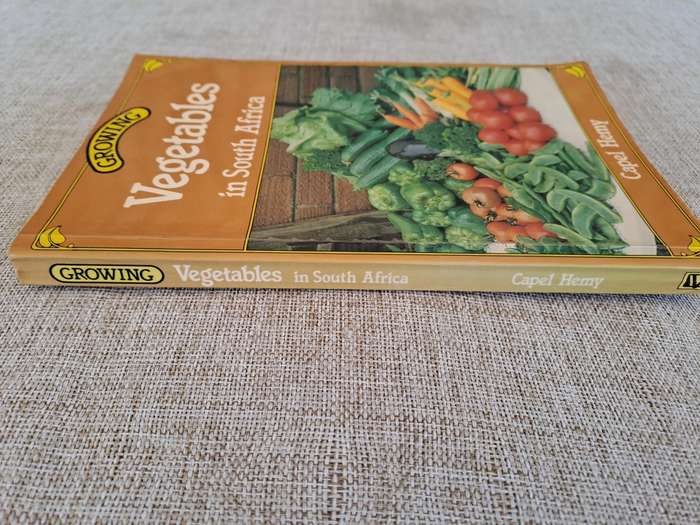 GROWING
Vegetables
in South Africa
Capel Hemy
GROWING Vegetables in South Africa Capel Hemy